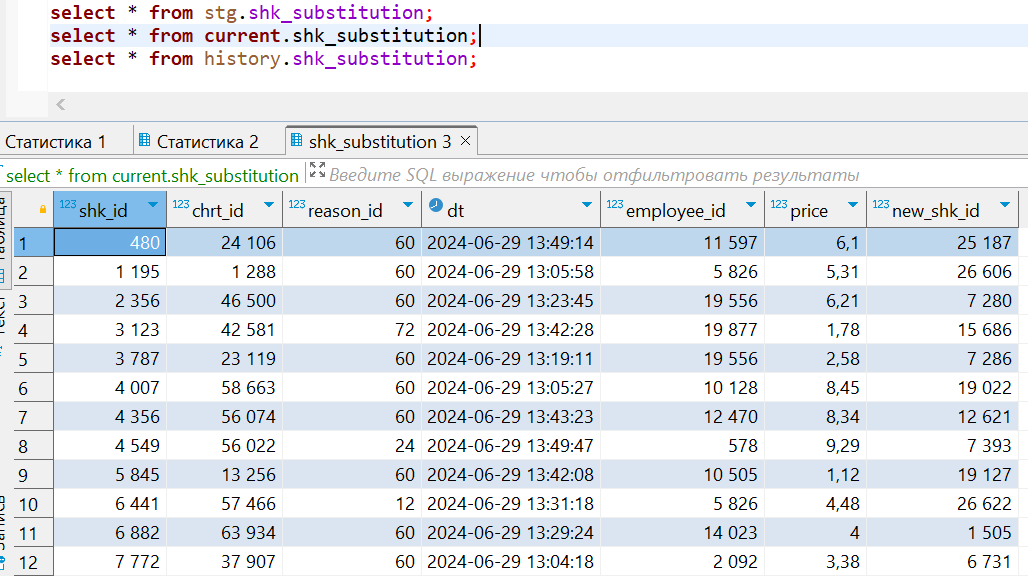 select * from stg.shk_substitution;
select * from current.shk_substitution;
select * from history.shk_substitution;
Статистика 1 Статистика 2 shk_substitution 3
select * from current.shk_substitution Введите SQL выражение чтобы отфильтровать результаты
123 shk_id 123 chrt_id 123 reason_id dt 123 employee_id 123 price 123 new_shk_id
1 480 24 106 60 2024-06-29 13:49:14 11 597 6,1 25 187
2 1 195 1 288 60 2024-06-29 13:05:58 5 826 5,31 26 606
3 2 356 46 500 60 2024-06-29 13:23:45 19 556 6,21 7 280
4 3 123 42 581 72 2024-06-29 13:42:28 19 877 1,78 15 686
5 3 787 23 119 60 2024-06-29 13:19:11 19 556 2,58 7 286
6 4 007 58 663 60 2024-06-29 13:05:27 10 128 8,45 19 022
7 4 356 56 074 60 2024-06-29 13:43:23 12 470 8,34 12 621
8 4 549 56 022 24 2024-06-29 13:49:47 578 9,29 7 393
9 5 845 13 256 60 2024-06-29 13:42:08 10 505 1,12 19 127
10 6 441 57 466 12 2024-06-29 13:31:18 5 826 4,48 26 622
11 6 882 63 934 60 2024-06-29 13:29:24 14 023 4 1 505
12 7 772 37 907 60 2024-06-29 13:04:18 2 092 3,38 6 731